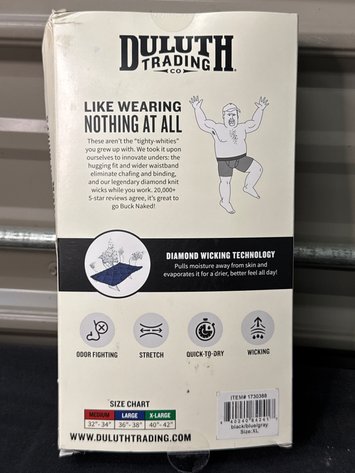 DULUTH
TRADING
CO
LIKE WEARING
NOTHING AT ALL
These aren't the "tighty-whities"
you grew up with. We took it upon
ourselves to innovate unders: the
hugging fit and wider waistband
eliminate chafing and binding,
and our legendary diamond knit
wicks while you work. 20,000+
5-star reviews agree, it's great to
go Buck Naked!
DIAMOND WICKING TECHNOLOGY
Pulls moisture away from skin and
evaporates it for a drier, better feel all day!
ODOR FIGHTING
STRETCH
QUICK-TO-DRY
WICKING
SIZE CHART
MEDIUM LARGE X-LARGE
32"-34" 36"-38" 40"-42"
WWW.DULUTHTRADING.COM
ITEM# 1730388
black/blue/gray
Size:XL